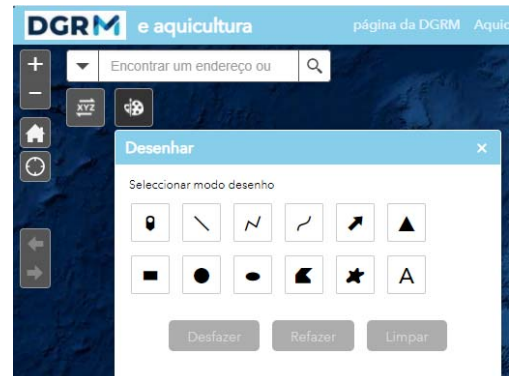 DGRM e aquicultura página da DGRM Aquic
Encontrar um endereço ou
XYZ
Desenhar
Seleccionar modo desenho
A
Desfazer Refazer Limpar